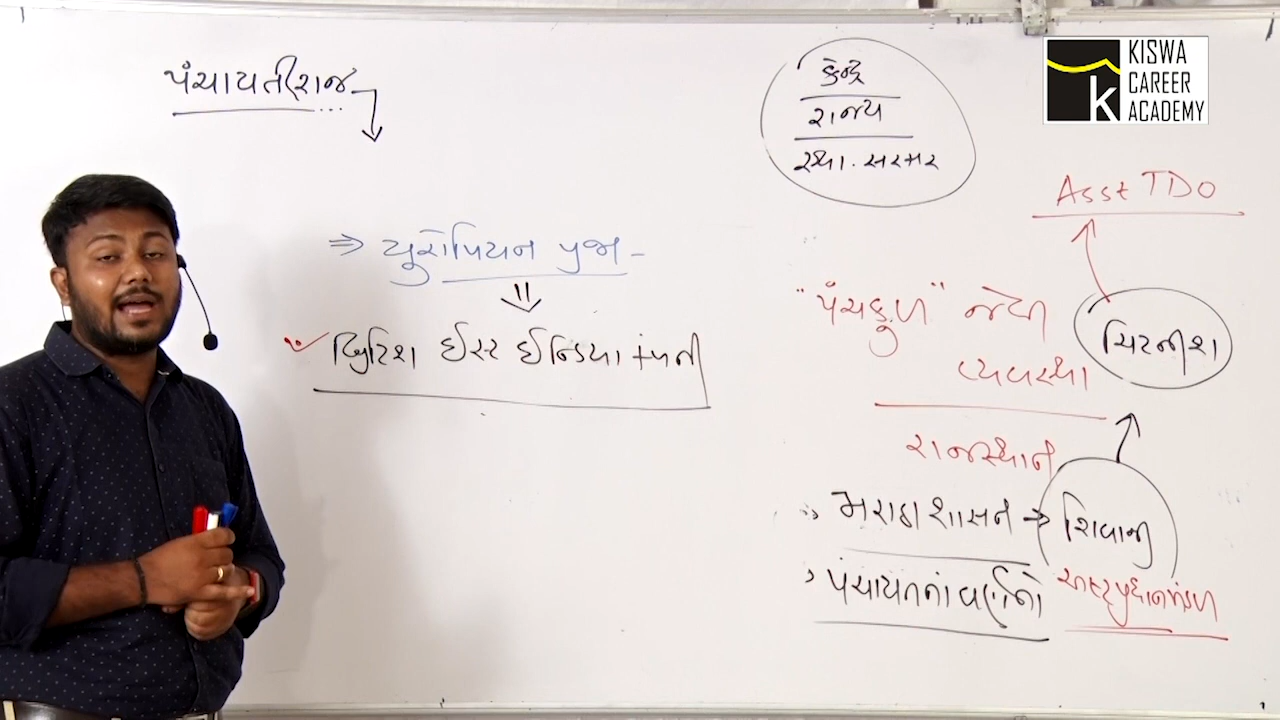 પંચાયતીરાજ
કેન્દ્ર
રાજ્ય
સ્થા. સરકાર
KISWA
CAREER
ACADEMY
k
Asst TDO
⇒ યુરોપિયન પ્રજા -
"પંચકુળ" જેવી
વ્યવસ્થા
ચિટનીશ
બ્રિટિશ ઈસ્ટ ઈન્ડિયા કંપની
રાજસ્થાન
મરાઠા શાસન → શિવાજી
પંચાયતનાં વર્ણનો
અષ્ટપ્રધાનમંડળ